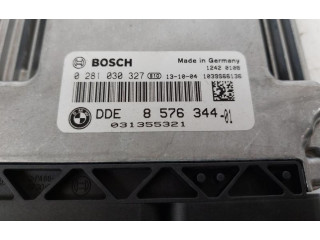 BOSCH
Made in Germany
1242 0105
0 281 030 327 13-10-04 1039S66136
DDE 8 576 344-01
031355321